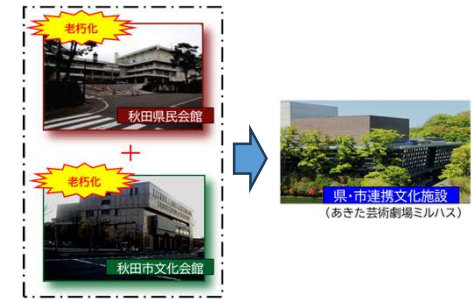 老朽化
秋田県民会館
+
老朽化
秋田市文化会館
県・市連携文化施設
（あきた芸術劇場ミルハス）